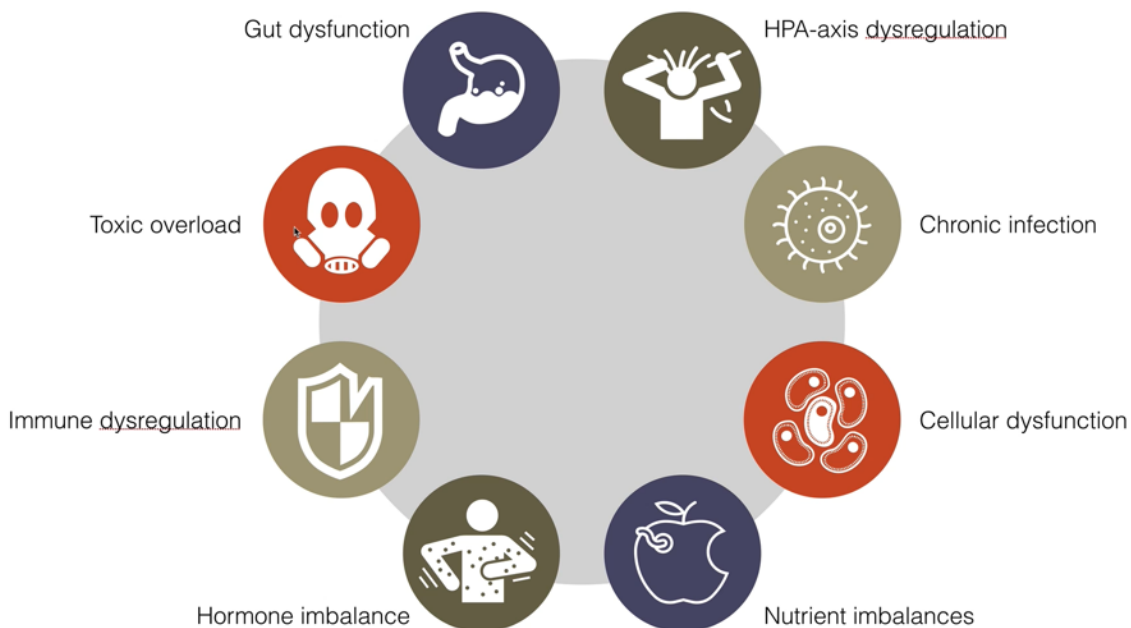 Gut dysfunction
HPA-axis dysregulation
Toxic overload
Chronic infection
Immune dysregulation
Cellular dysfunction
Hormone imbalance
Nutrient imbalances